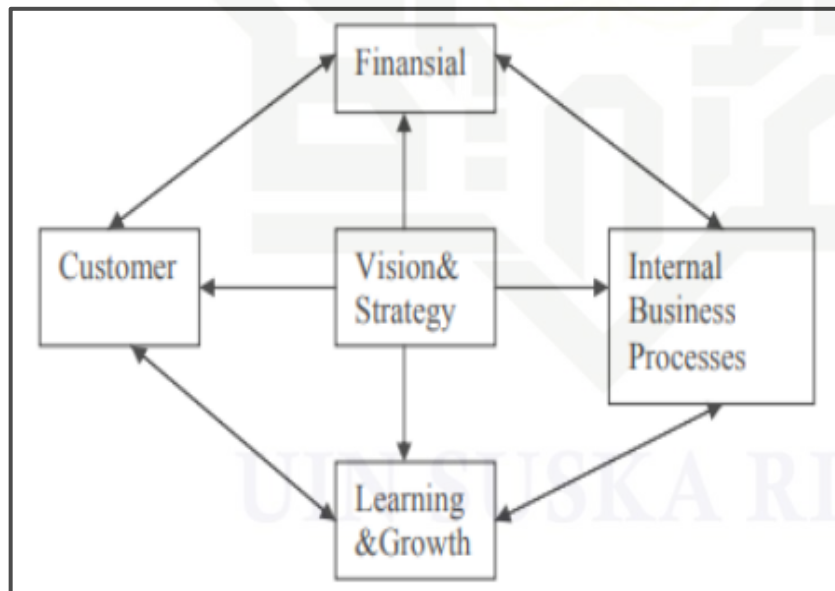 Finansial
Customer
Vision&
Strategy
Internal
Business
Processes
UIN SUSKA RI
Learning
&Growth